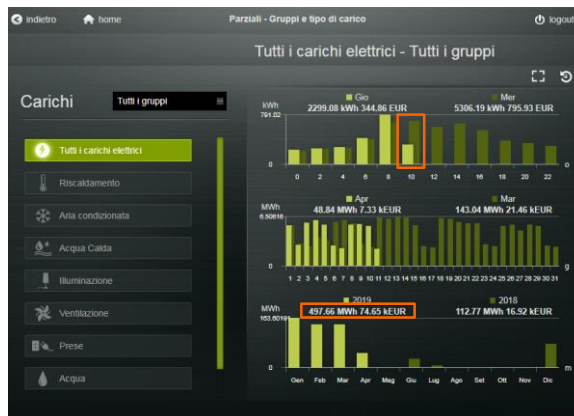 indietro home Parziali - Gruppi e tipo di carico logout
Tutti i carichi elettrici - Tutti i gruppi
Carichi Tutti i gruppi
Tutti i carichi elettrici
Riscaldamento
Aria condizionata
Acqua Calda
Illuminazione
Ventilazione
Prese
Acqua
kWh Gio Mer
791.02 2299.08 kWh 344.86 EUR 5306.19 kWh 795.93 EUR
0
0 2 4 6 8 10 12 14 16 18 20 22 o
MWh Apr Mar
6.50616 48.84 MWh 7.33 kEUR 143.04 MWh 21.46 kEUR
0
1 2 3 4 5 6 7 8 9 10 11 12 13 14 15 16 17 18 19 20 21 22 23 24 25 26 27 28 29 30 31 g
MWh 2019 2018
163.60191 497.66 MWh 74.65 kEUR 112.77 MWh 16.92 kEUR
0
Gen Feb Mar Apr Mag Giu Lug Ago Set Ott Nov Dic m